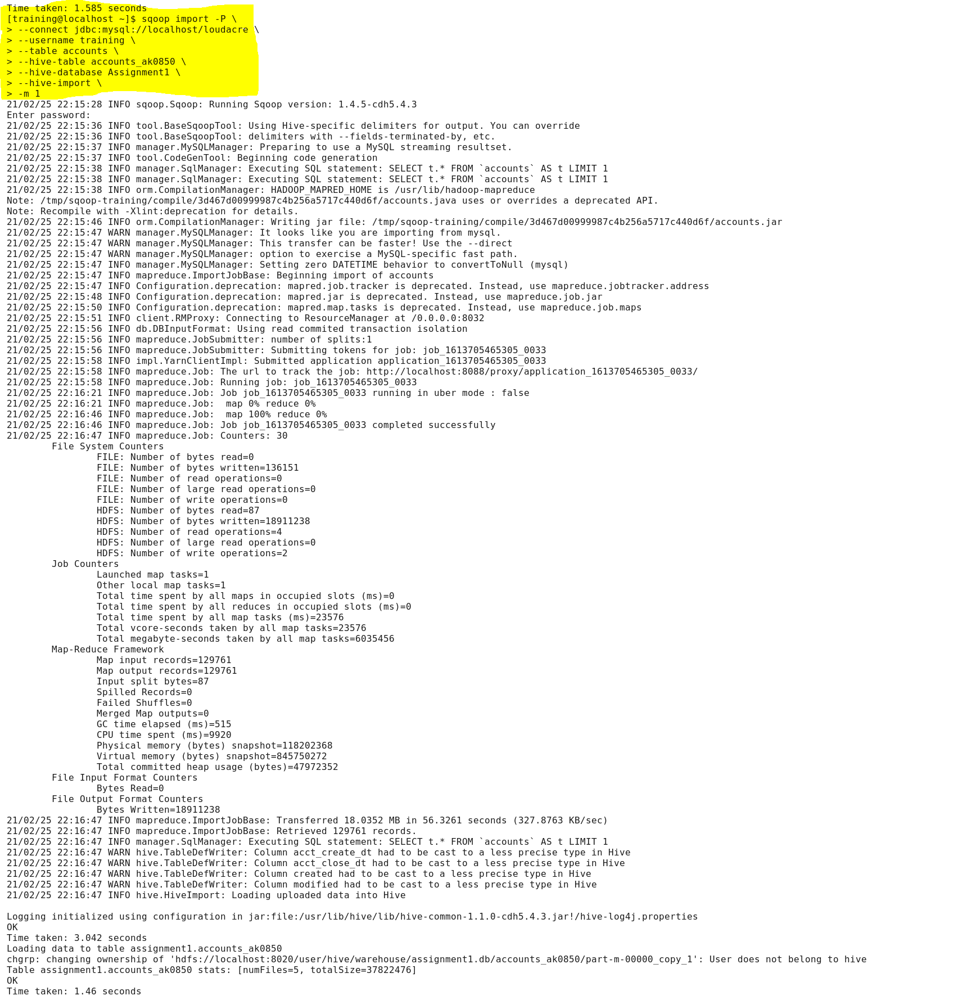 Time taken: 1.585 seconds
[training@localhost ~]$ sqoop import -P \
> --connect jdbc:mysql://localhost/loudacre \
> --username training \
> --table accounts \
> --hive-table accounts_ak0850 \
> --hive-database Assignment1 \
> --hive-import \
> -m 1
21/02/25 22:15:28 INFO sqoop.Sqoop: Running Sqoop version: 1.4.5-cdh5.4.3
Enter password:
21/02/25 22:15:36 INFO tool.BaseSqoopTool: Using Hive-specific delimiters for output. You can override
21/02/25 22:15:36 INFO tool.BaseSqoopTool: delimiters with --fields-terminated-by, etc.
21/02/25 22:15:37 INFO manager.MySQLManager: Preparing to use a MySQL streaming resultset.
21/02/25 22:15:37 INFO tool.CodeGenTool: Beginning code generation
21/02/25 22:15:38 INFO manager.SqlManager: Executing SQL statement: SELECT t.* FROM `accounts` AS t LIMIT 1
21/02/25 22:15:38 INFO manager.SqlManager: Executing SQL statement: SELECT t.* FROM `accounts` AS t LIMIT 1
21/02/25 22:15:38 INFO orm.CompilationManager: HADOOP_MAPRED_HOME is /usr/lib/hadoop-mapreduce
Note: /tmp/sqoop-training/compile/3d467d00999987c4b256a5717c440d6f/accounts.java uses or overrides a deprecated API.
Note: Recompile with -Xlint:deprecation for details.
21/02/25 22:15:46 INFO orm.CompilationManager: Writing jar file: /tmp/sqoop-training/compile/3d467d00999987c4b256a5717c440d6f/accounts.jar
21/02/25 22:15:47 WARN manager.MySQLManager: It looks like you are importing from mysql.
21/02/25 22:15:47 WARN manager.MySQLManager: This transfer can be faster! Use the --direct
21/02/25 22:15:47 WARN manager.MySQLManager: option to exercise a MySQL-specific fast path.
21/02/25 22:15:47 INFO manager.MySQLManager: Setting zero DATETIME behavior to convertToNull (mysql)
21/02/25 22:15:47 INFO mapreduce.ImportJobBase: Beginning import of accounts
21/02/25 22:15:47 INFO Configuration.deprecation: mapred.job.tracker is deprecated. Instead, use mapreduce.jobtracker.address
21/02/25 22:15:48 INFO Configuration.deprecation: mapred.jar is deprecated. Instead, use mapreduce.job.jar
21/02/25 22:15:50 INFO Configuration.deprecation: mapred.map.tasks is deprecated. Instead, use mapreduce.job.maps
21/02/25 22:15:51 INFO client.RMProxy: Connecting to ResourceManager at /0.0.0.0:8032
21/02/25 22:15:56 INFO db.DBInputFormat: Using read commited transaction isolation
21/02/25 22:15:56 INFO mapreduce.JobSubmitter: number of splits:1
21/02/25 22:15:56 INFO mapreduce.JobSubmitter: Submitting tokens for job: job_1613705465305_0033
21/02/25 22:15:58 INFO impl.YarnClientImpl: Submitted application application_1613705465305_0033
21/02/25 22:15:58 INFO mapreduce.Job: The url to track the job: http://localhost:8088/proxy/application_1613705465305_0033/
21/02/25 22:15:58 INFO mapreduce.Job: Running job: job_1613705465305_0033
21/02/25 22:16:21 INFO mapreduce.Job: Job job_1613705465305_0033 running in uber mode : false
21/02/25 22:16:21 INFO mapreduce.Job:  map 0% reduce 0%
21/02/25 22:16:46 INFO mapreduce.Job:  map 100% reduce 0%
21/02/25 22:16:46 INFO mapreduce.Job: Job job_1613705465305_0033 completed successfully
21/02/25 22:16:47 INFO mapreduce.Job: Counters: 30
File System Counters
FILE: Number of bytes read=0
FILE: Number of bytes written=136151
FILE: Number of read operations=0
FILE: Number of large read operations=0
FILE: Number of write operations=0
HDFS: Number of bytes read=87
HDFS: Number of bytes written=18911238
HDFS: Number of read operations=4
HDFS: Number of large read operations=0
HDFS: Number of write operations=2
Job Counters
Launched map tasks=1
Other local map tasks=1
Total time spent by all maps in occupied slots (ms)=0
Total time spent by all reduces in occupied slots (ms)=0
Total time spent by all map tasks (ms)=23576
Total vcore-seconds taken by all map tasks=23576
Total megabyte-seconds taken by all map tasks=6035456
Map-Reduce Framework
Map input records=129761
Map output records=129761
Input split bytes=87
Spilled Records=0
Failed Shuffles=0
Merged Map outputs=0
GC time elapsed (ms)=515
CPU time spent (ms)=9920
Physical memory (bytes) snapshot=118202368
Virtual memory (bytes) snapshot=845750272
Total committed heap usage (bytes)=47972352
File Input Format Counters
Bytes Read=0
File Output Format Counters
Bytes Written=18911238
21/02/25 22:16:47 INFO mapreduce.ImportJobBase: Transferred 18.0352 MB in 56.3261 seconds (327.8763 KB/sec)
21/02/25 22:16:47 INFO mapreduce.ImportJobBase: Retrieved 129761 records.
21/02/25 22:16:47 INFO manager.SqlManager: Executing SQL statement: SELECT t.* FROM `accounts` AS t LIMIT 1
21/02/25 22:16:47 WARN hive.TableDefWriter: Column acct_create_dt had to be cast to a less precise type in Hive
21/02/25 22:16:47 WARN hive.TableDefWriter: Column acct_close_dt had to be cast to a less precise type in Hive
21/02/25 22:16:47 WARN hive.TableDefWriter: Column created had to be cast to a less precise type in Hive
21/02/25 22:16:47 WARN hive.TableDefWriter: Column modified had to be cast to a less precise type in Hive
21/02/25 22:16:47 INFO hive.HiveImport: Loading uploaded data into Hive

Logging initialized using configuration in jar:file:/usr/lib/hive/lib/hive-common-1.1.0-cdh5.4.3.jar!/hive-log4j.properties
OK
Time taken: 3.042 seconds
Loading data to table assignment1.accounts_ak0850
chgrp: changing ownership of 'hdfs://localhost:8020/user/hive/warehouse/assignment1.db/accounts_ak0850/part-m-00000_copy_1': User does not belong to hive
Table assignment1.accounts_ak0850 stats: [numFiles=5, totalSize=37822476]
OK
Time taken: 1.46 seconds